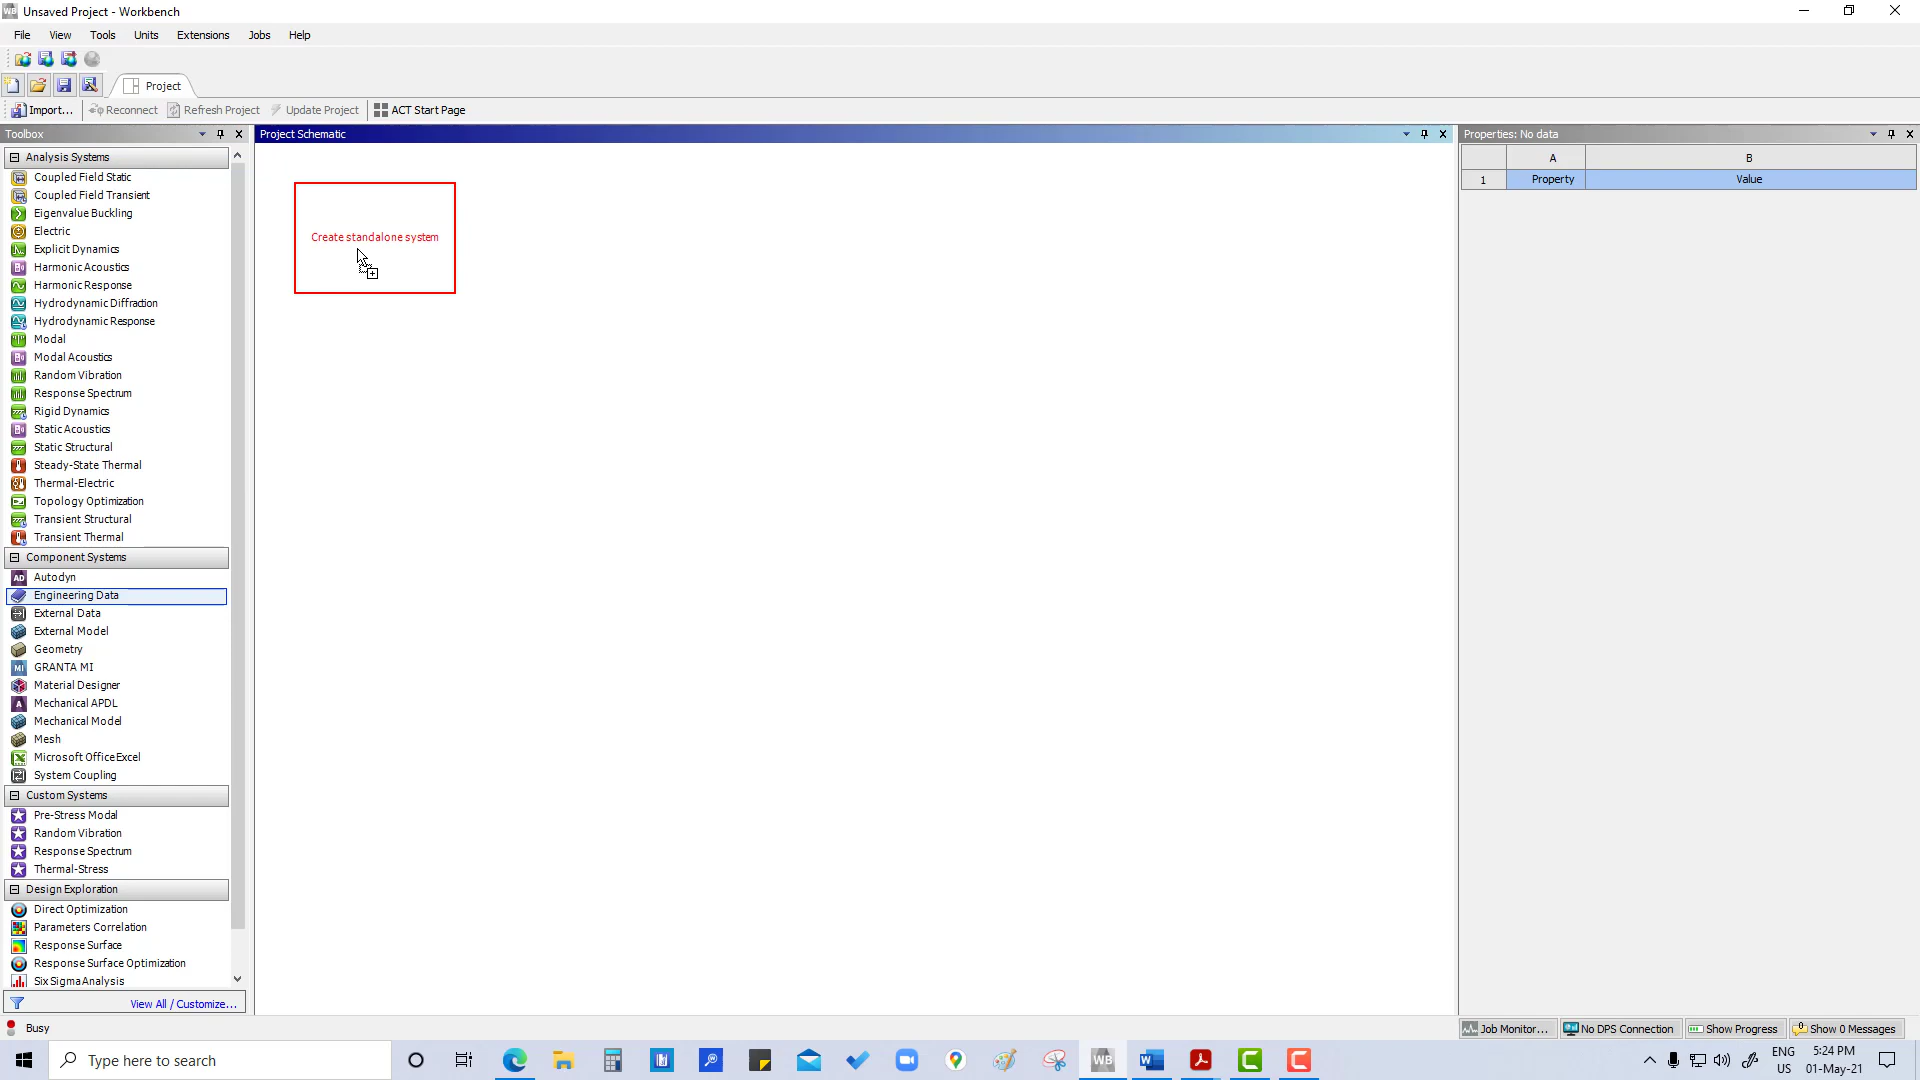 Unsaved Project - Workbench
File View Tools Units Extensions Jobs Help
Project
Import... Reconnect Refresh Project Update Project ACT Start Page
Toolbox
Analysis Systems
Coupled Field Static
Coupled Field Transient
Eigenvalue Buckling
Electric
Explicit Dynamics
Harmonic Acoustics
Harmonic Response
Hydrodynamic Diffraction
Hydrodynamic Response
Modal
Modal Acoustics
Random Vibration
Response Spectrum
Rigid Dynamics
Static Acoustics
Static Structural
Steady-State Thermal
Thermal-Electric
Topology Optimization
Transient Structural
Transient Thermal
Component Systems
Autodyn
Engineering Data
External Data
External Model
Geometry
GRANTA MI
Material Designer
Mechanical APDL
Mechanical Model
Mesh
Microsoft Office Excel
System Coupling
Custom Systems
Pre-Stress Modal
Random Vibration
Response Spectrum
Thermal-Stress
Design Exploration
Direct Optimization
Parameters Correlation
Response Surface
Response Surface Optimization
Six Sigma Analysis
View All / Customize...
Project Schematic
Create standalone system
Properties: No data
A B
1 Property Value
Busy
Job Monitor... No DPS Connection Show Progress Show 0 Messages
Type here to search
ENG
US
5:24 PM
01-May-21